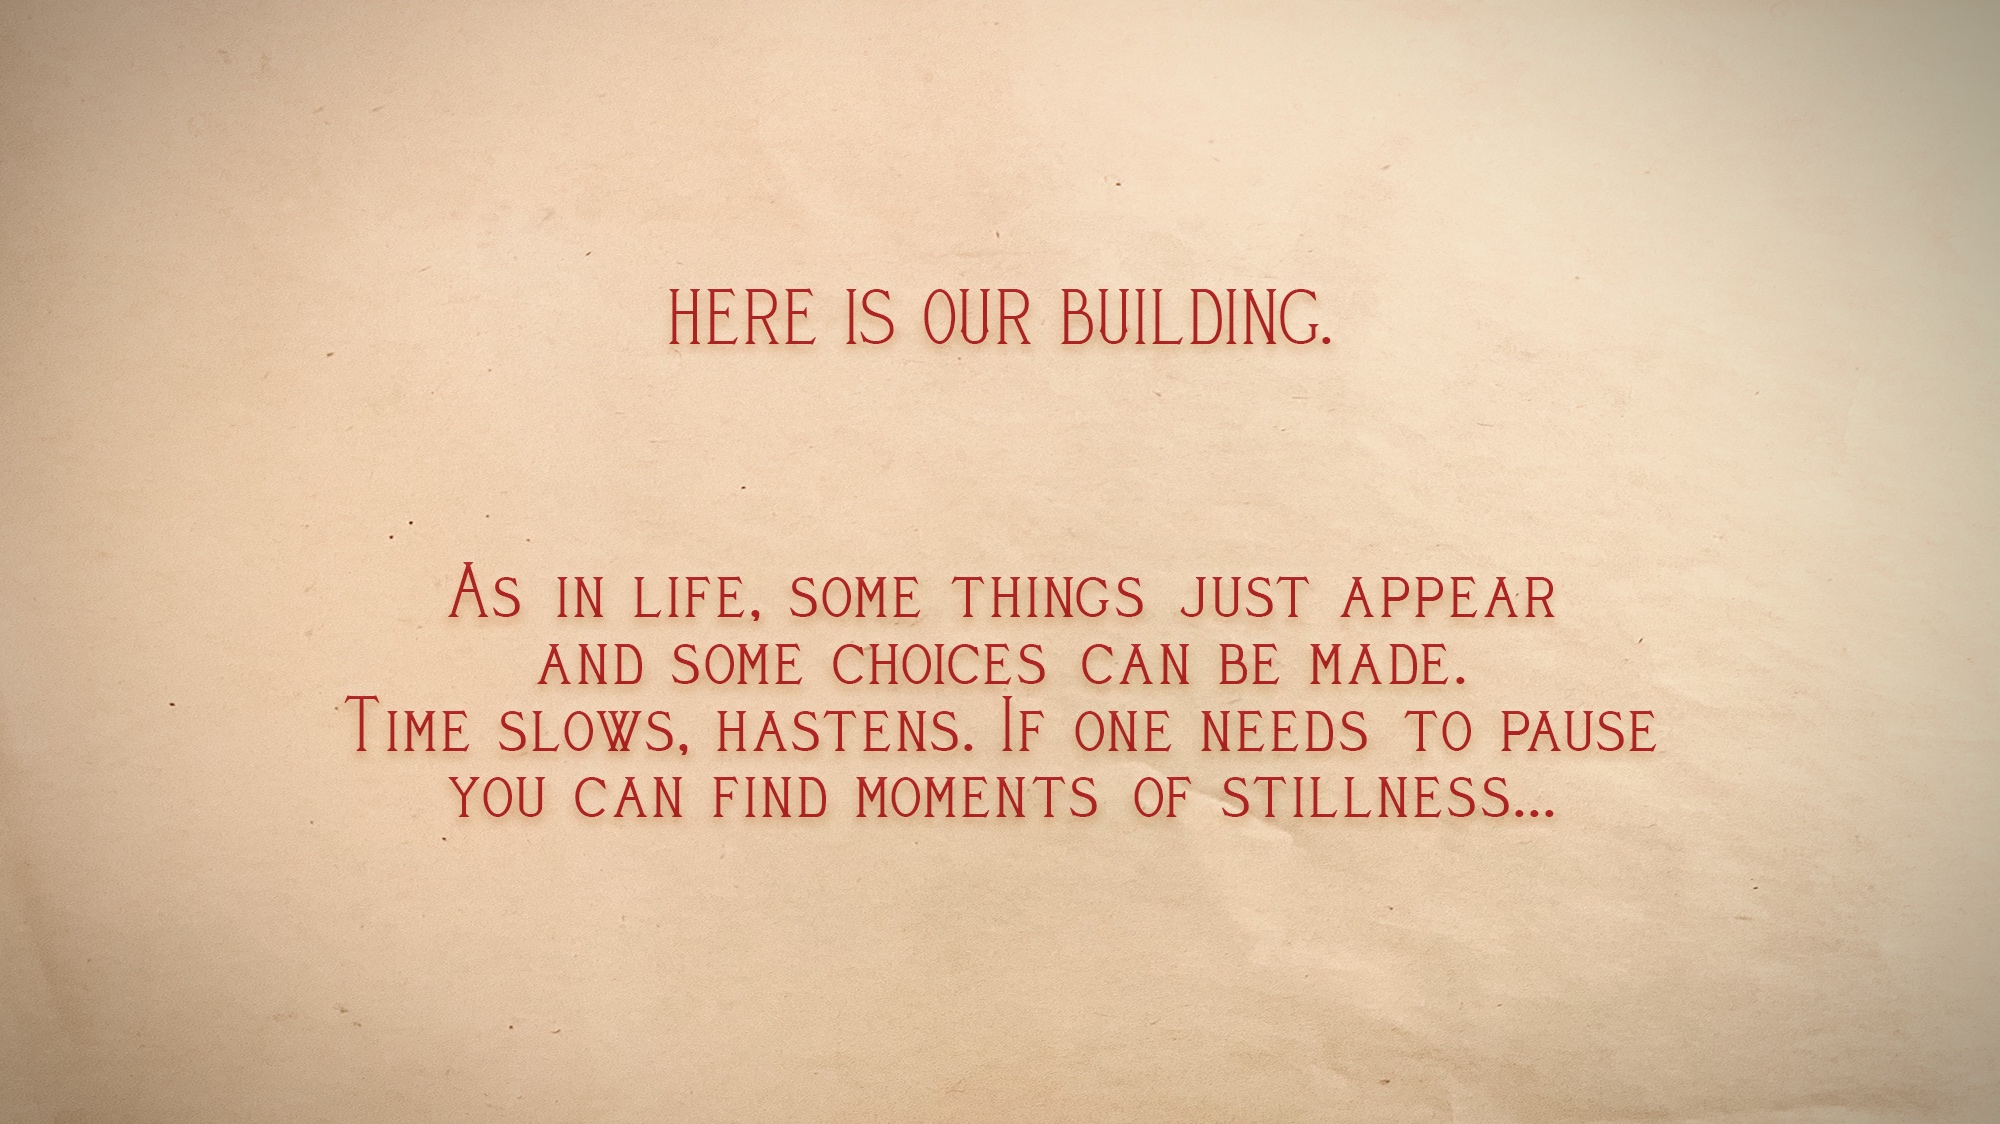 HERE IS OUR BUILDING.
As in life, some things just appear
and some choices can be made.
Time slows, hastens. If one needs to pause
you can find moments of stillness...